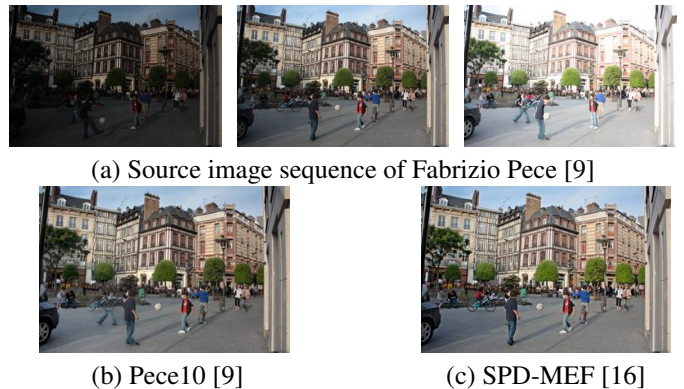 (a) Source image sequence of Fabrizio Pece [9]
(b) Pece10 [9]
(c) SPD-MEF [16]